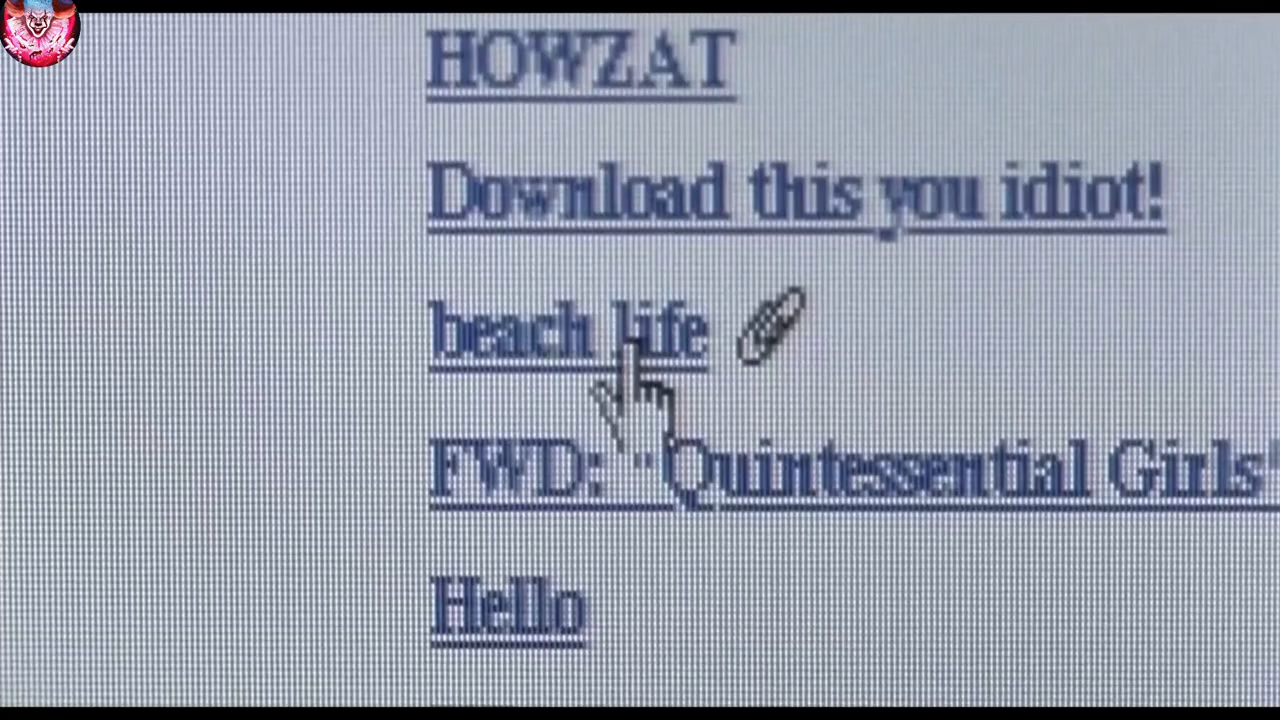 HOWZAT
Download this you idiot!
beach life
FWD: "Quintessential Girls"
Hello